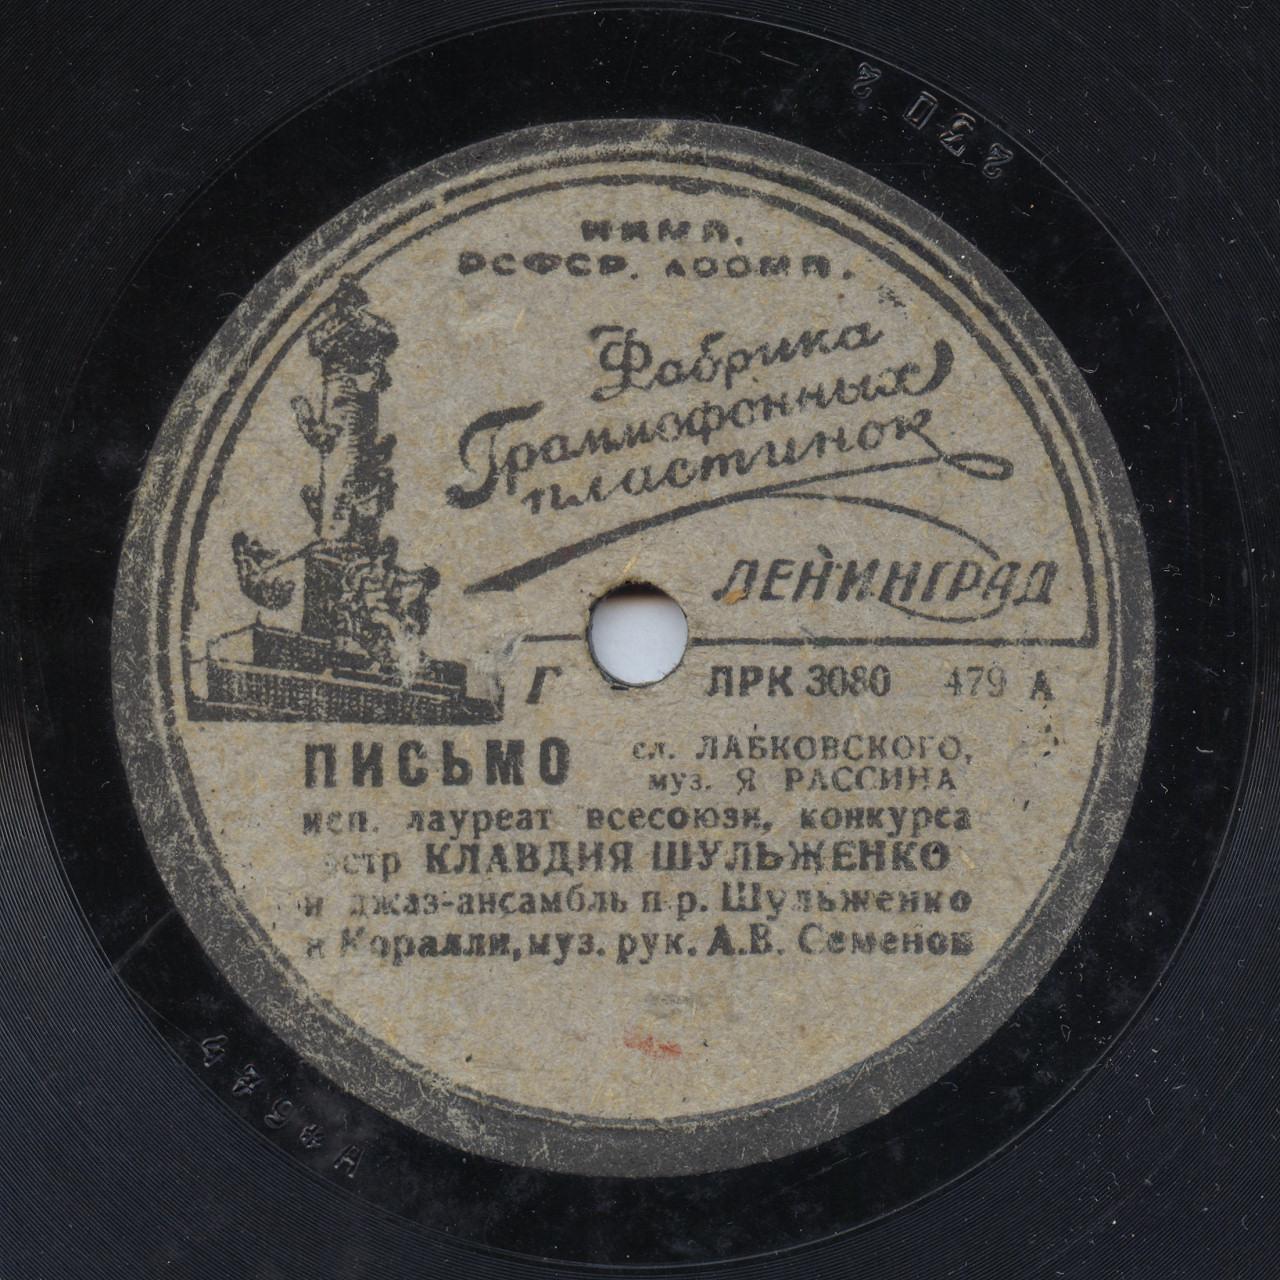 НКМП.
РСФСР. ЛООМП.
Фабрика
Граммофонных
пластинок
ЛЕНИНГРАД
Г ЛРК 3080 479 А
ПИСЬМО сл. ЛАБКОВСКОГО,
муз. Я РАССИНА
исп. лауреат всесоюзн, конкурса
эстр КЛАВДИЯ ШУЛЬЖЕНКО
и джаз-ансамбль п р. Шульженко
и Коралли, муз. рук. А.В. Семенов